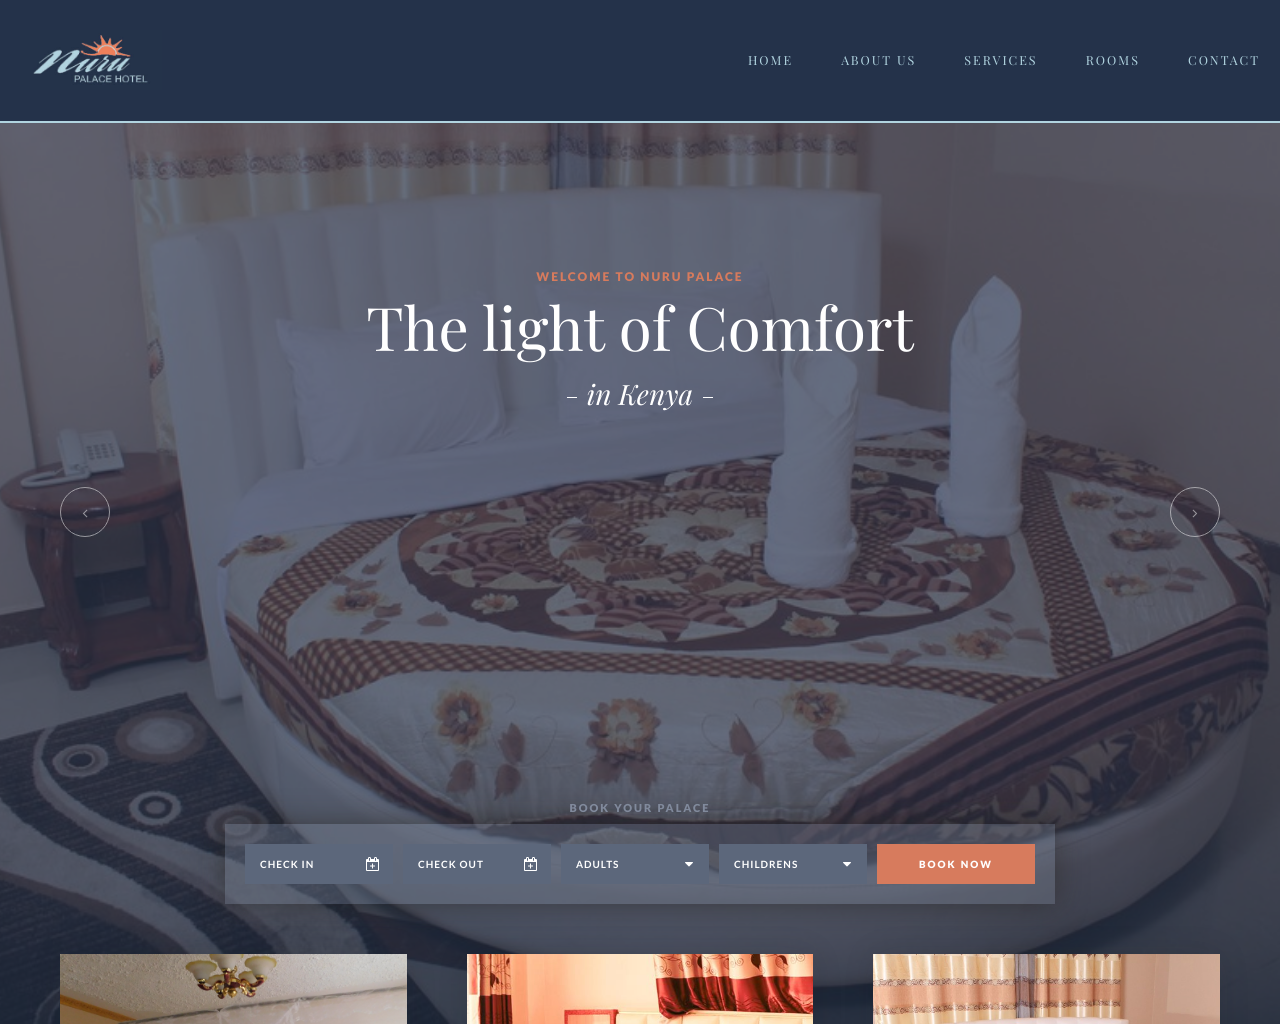 Nuru
PALACE HOTEL
HOME ABOUT US SERVICES ROOMS CONTACT
WELCOME TO NURU PALACE
The light of Comfort
– in Kenya –
BOOK YOUR PALACE
CHECK IN CHECK OUT ADULTS CHILDRENS BOOK NOW